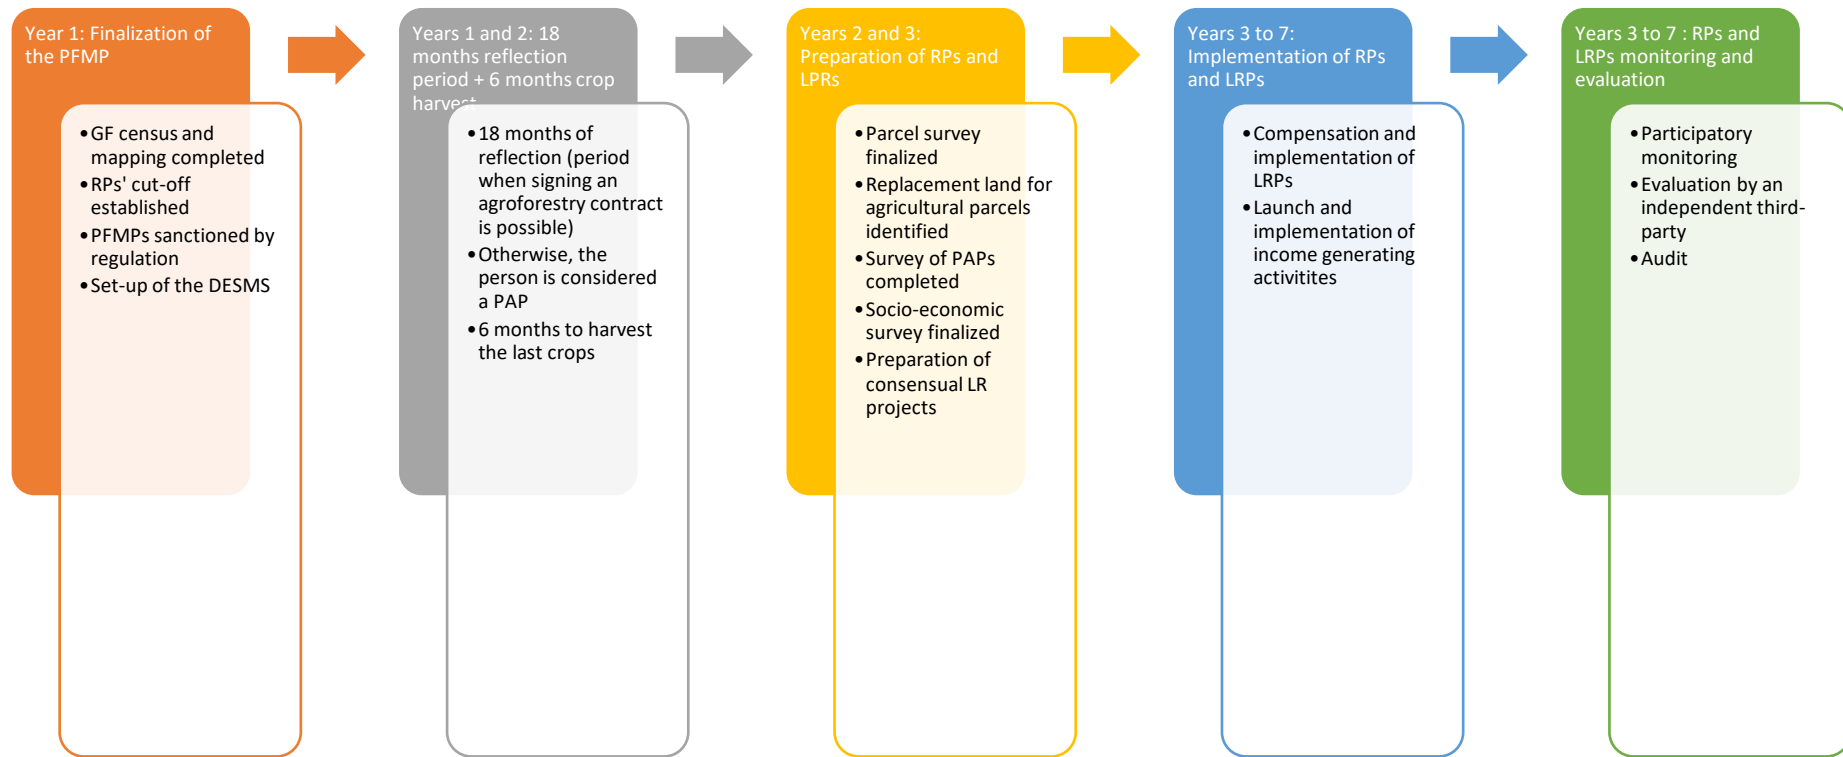 Year 1: Finalization of
the PFMP
•GF census and
mapping completed
•RPs' cut-off
established
•PFMPs sanctioned by
regulation
•Set-up of the DESMS
Years 1 and 2: 18
months reflection
period + 6 months crop
harvest
•18 months of
reflection (period
when signing an
agroforestry contract
is possible)
•Otherwise, the
person is considered
a PAP
•6 months to harvest
the last crops
Years 2 and 3:
Preparation of RPs and
LPRs
•Parcel survey
finalized
•Replacement land for
agricultural parcels
identified
•Survey of PAPs
completed
•Socio-economic
survey finalized
•Preparation of
consensual LR
projects
Years 3 to 7:
Implementation of RPs
and LRPs
•Compensation and
implementation of
LRPs
•Launch and
implementation of
income generating
activitites
Years 3 to 7 : RPs and
LRPs monitoring and
evaluation
•Participatory
monitoring
•Evaluation by an
independent third-
party
•Audit